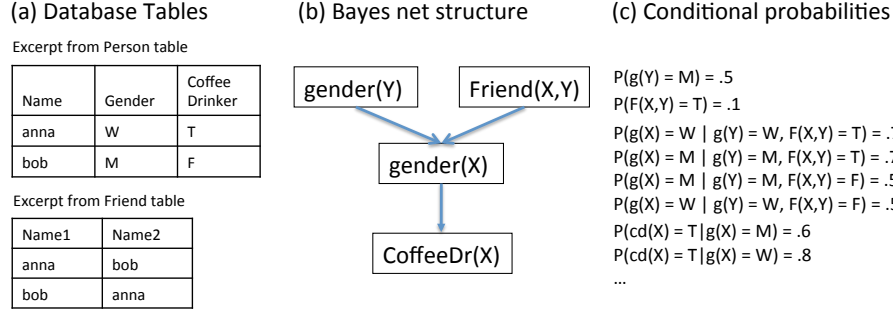 (a) Database Tables
Excerpt from Person table
Name Gender Coffee Drinker
anna W T
bob M F
Excerpt from Friend table
Name1 Name2
anna bob
bob anna
(b) Bayes net structure
gender(Y) Friend(X,Y)
gender(X)
CoffeeDr(X)
(c) Conditional probabilities
P(g(Y) = M) = .5
P(F(X,Y) = T) = .1
P(g(X) = W | g(Y) = W, F(X,Y) = T) =
P(g(X) = M | g(Y) = M, F(X,Y) = T) =
P(g(X) = M | g(Y) = M, F(X,Y) = F) =
P(g(X) = W | g(Y) = W, F(X,Y) = F) =
P(cd(X) = T|g(X) = M) = .6
P(cd(X) = T|g(X) = W) = .8
...